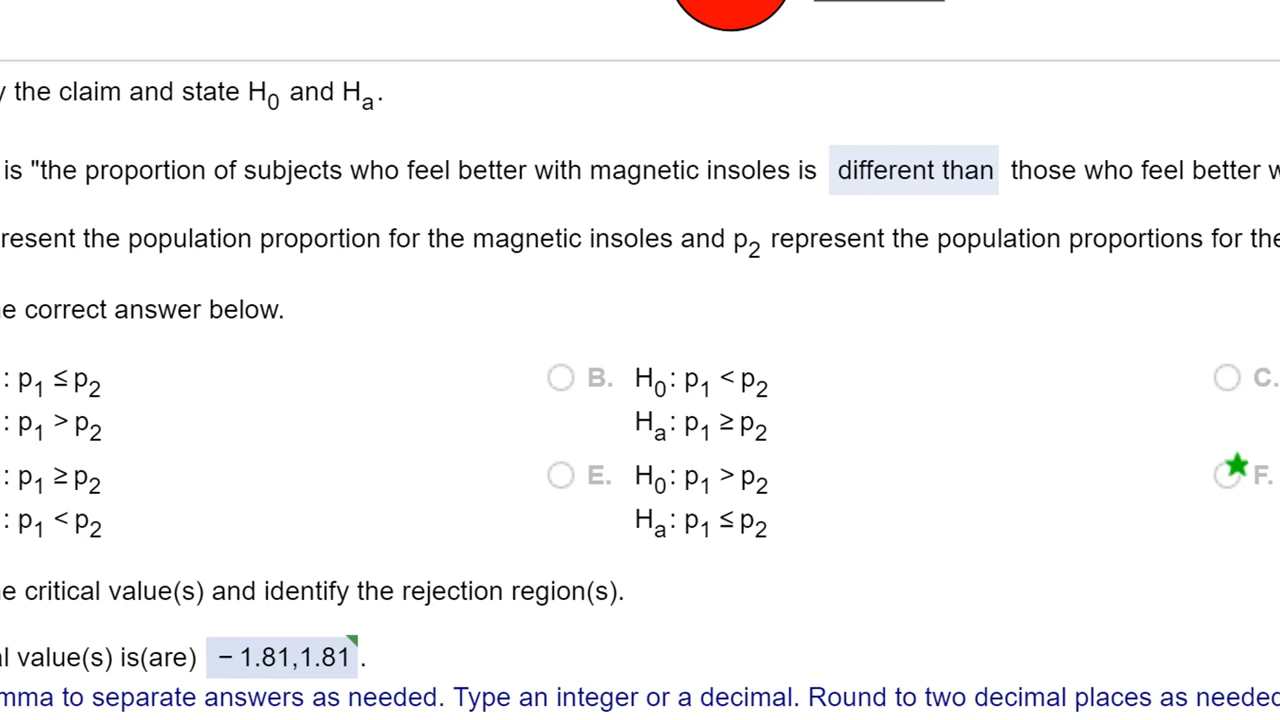 the claim and state H₀ and Hₐ.
is "the proportion of subjects who feel better with magnetic insoles is different than those who feel better
resent the population proportion for the magnetic insoles and p₂ represent the population proportions for the
e correct answer below.
: p₁ ≤ p₂ B. H₀: p₁ < p₂ C.
: p₁ > p₂ Hₐ: p₁ ≥ p₂
: p₁ ≥ p₂ E. H₀: p₁ > p₂ F.
: p₁ < p₂ Hₐ: p₁ ≤ p₂
e critical value(s) and identify the rejection region(s).
l value(s) is(are) − 1.81,1.81 .
mma to separate answers as needed. Type an integer or a decimal. Round to two decimal places as needed